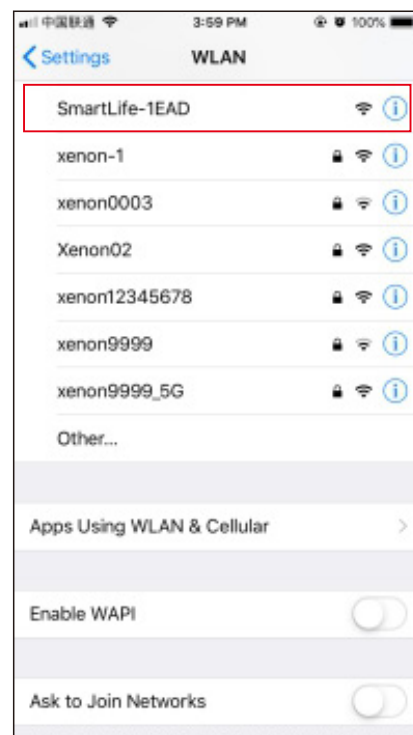 中国联通 3:59 PM 100%
Settings WLAN
SmartLife-1EAD
xenon-1
xenon0003
Xenon02
xenon12345678
xenon9999
xenon9999_5G
Other...
Apps Using WLAN & Cellular
Enable WAPI
Ask to Join Networks